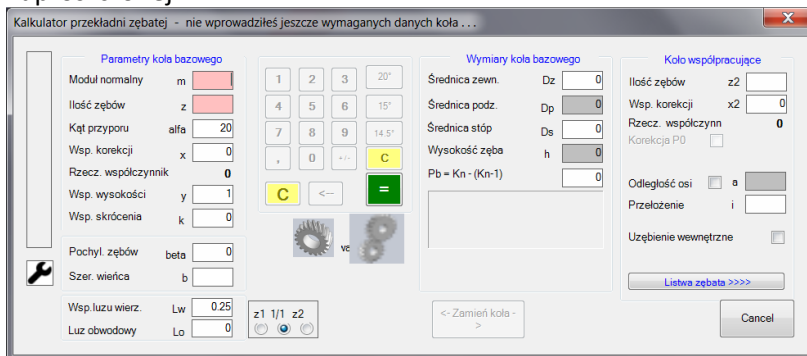 Kalkulator przekładni zębatej - nie wprowadziłeś jeszcze wymaganych danych koła . . .
X
Parametry koła bazowego
Moduł normalny m
Ilość zębów z
Kąt przyporu alfa 20
Wsp. korekcji x 0
Rzecz. współczynnik 0
Wsp. wysokości y 1
Wsp. skrócenia k 0
Pochyl. zębów beta 0
Szer. wieńca b
Wsp.luzu wierz. Lw 0.25
Luz obwodowy Lo 0
1 2 3 20°
4 5 6 15°
7 8 9 14.5°
, 0 +/- C
C <-- =
z1 1/1 z2
Wymiary koła bazowego
Średnica zewn. Dz 0
Średnica podz. Dp 0
Średnica stóp Ds 0
Wysokość zęba h 0
Pb = Kn - (Kn-1) 0
<- Zamień koła -
>
Koło współpracujące
Ilość zębów z2
Wsp. korekcji x2 0
Rzecz. współczynn 0
Korekcja P0
Odległość osi a
Przełożenie i
Uzębienie wewnętrzne
Listwa zębata >>>>
Cancel